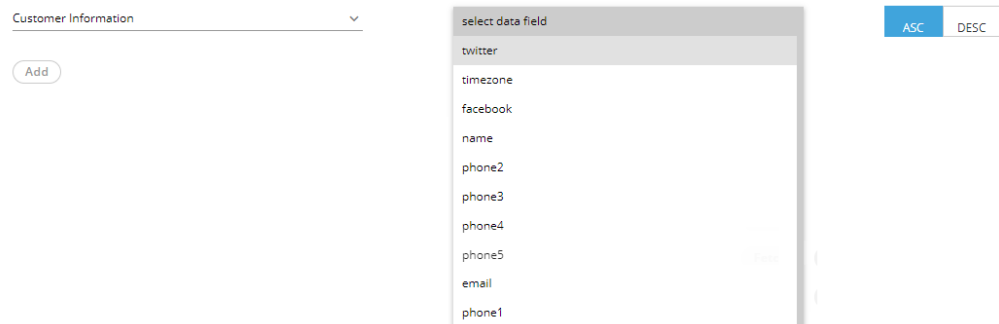 Customer Information
Add
select data field
twitter
timezone
facebook
name
phone2
phone3
phone4
phone5
email
phone1
ASC
DESC